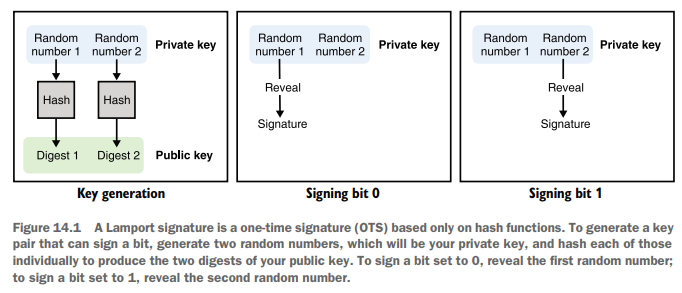 Random
number 1
Random
number 2
Private key
Hash
Hash
Digest 1
Digest 2
Public key
Key generation
Random
number 1
Random
number 2
Private key
Reveal
Signature
Signing bit 0
Random
number 1
Random
number 2
Private key
Reveal
Signature
Signing bit 1
Figure 14.1 A Lamport signature is a one-time signature (OTS) based only on hash functions. To generate a key
pair that can sign a bit, generate two random numbers, which will be your private key, and hash each of those
individually to produce the two digests of your public key. To sign a bit set to 0, reveal the first random number;
to sign a bit set to 1, reveal the second random number.